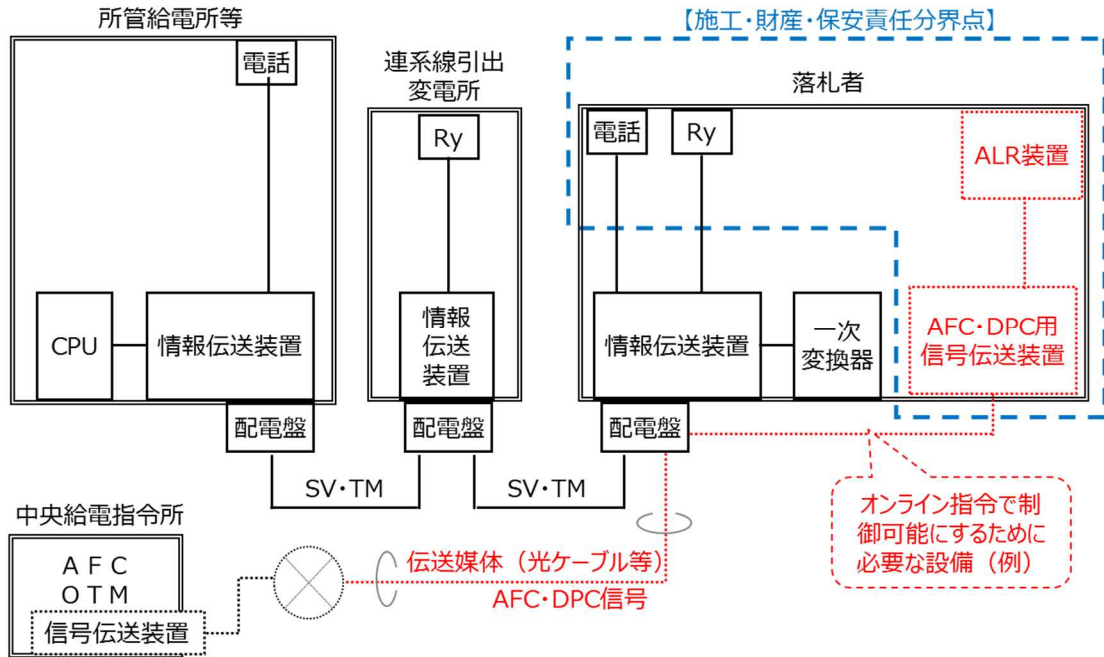 【施工・財産・保安責任分界点】
所管給電所等
連系線引出
変電所
落札者
電話
Ry
電話
Ry
ALR装置
CPU
情報伝送装置
情報
伝送
装置
情報伝送装置
一次
変換器
AFC・DPC用
信号伝送装置
配電盤
配電盤
配電盤
SV・TM
SV・TM
オンライン指令で制
御可能にするために
必要な設備（例）
中央給電指令所
ＡＦＣ
ＯＴＭ
信号伝送装置
伝送媒体（光ケーブル等）
AFC・DPC信号